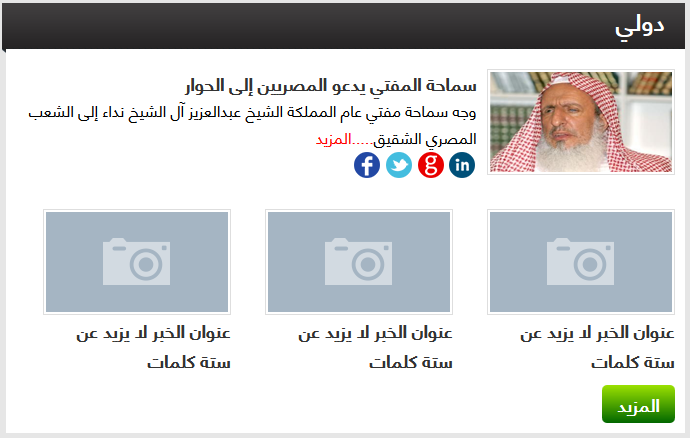 دولي
سماحة المفتي يدعو المصريين إلى الحوار
وجه سماحة مفتي عام المملكة الشيخ عبدالعزيز آل الشيخ نداء إلى الشعب
المصري الشقيق.....المزيد
f
g
in
عنوان الخبر لا يزيد عن
ستة كلمات
عنوان الخبر لا يزيد عن
ستة كلمات
عنوان الخبر لا يزيد عن
ستة كلمات
المزيد